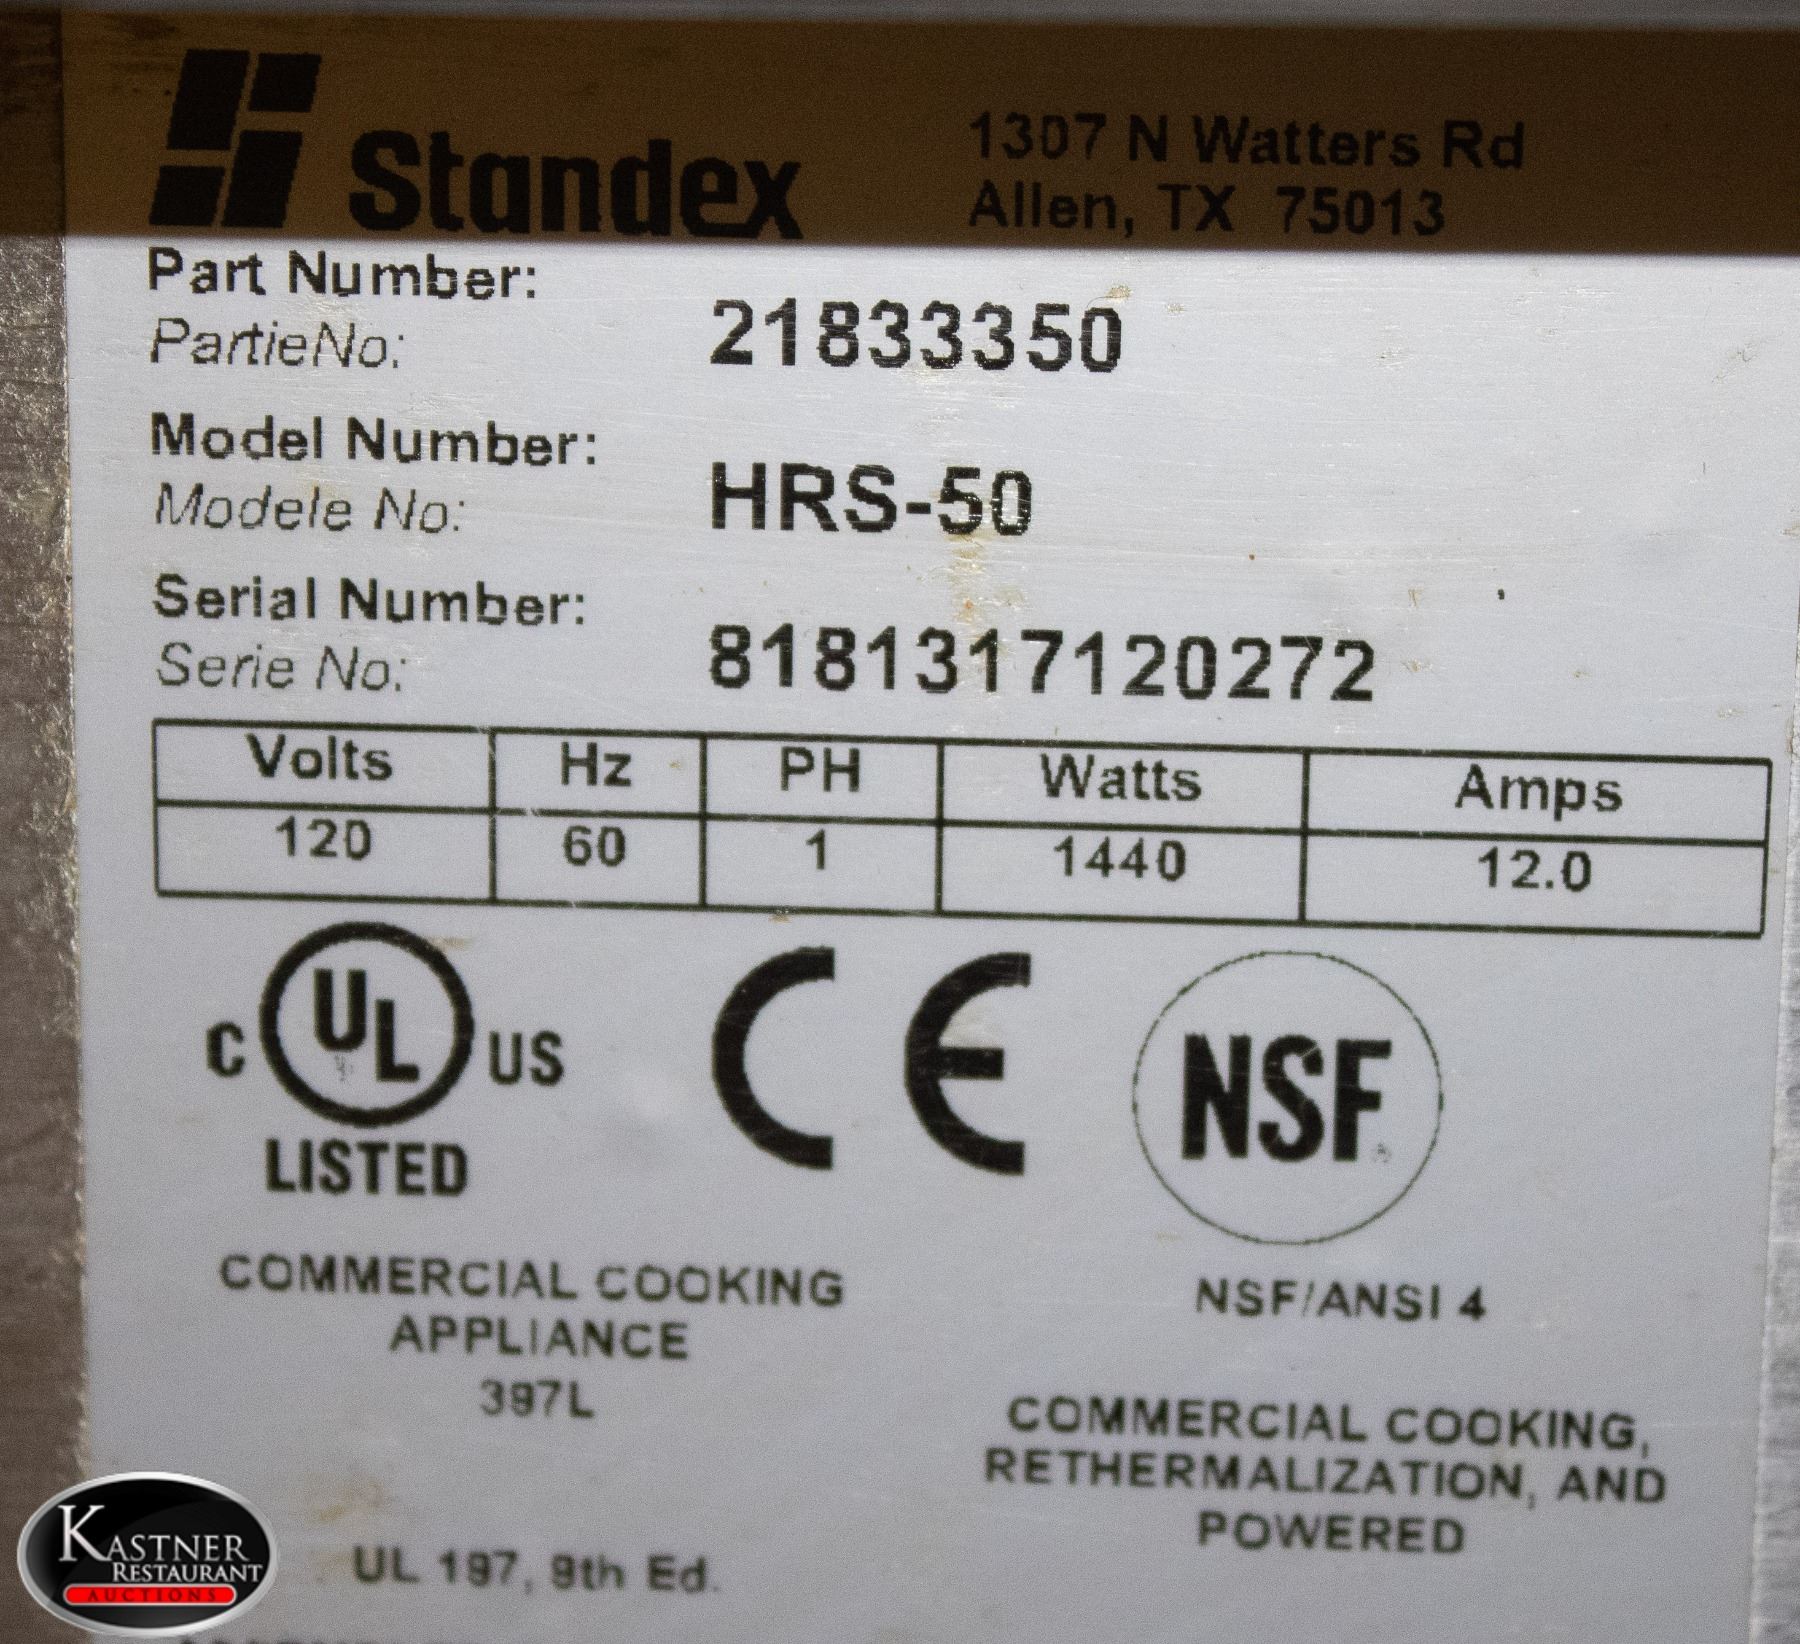 Standex
1307 N Watters Rd
Allen, TX 75013
Part Number:
PartieNo:
21833350
Model Number:
Modele No:
HRS-50
Serial Number:
Serie No:
8181317120272
Volts Hz PH Watts Amps
120 60 1 1440 12.0
C UL US
LISTED
CE
NSF
COMMERCIAL COOKING
APPLIANCE
397L
NSF/ANSI 4
COMMERCIAL COOKING,
RETHERMALIZATION, AND
POWERED
UL 197, 9th Ed.
KASTNER
RESTAURANT
AUCTIONS